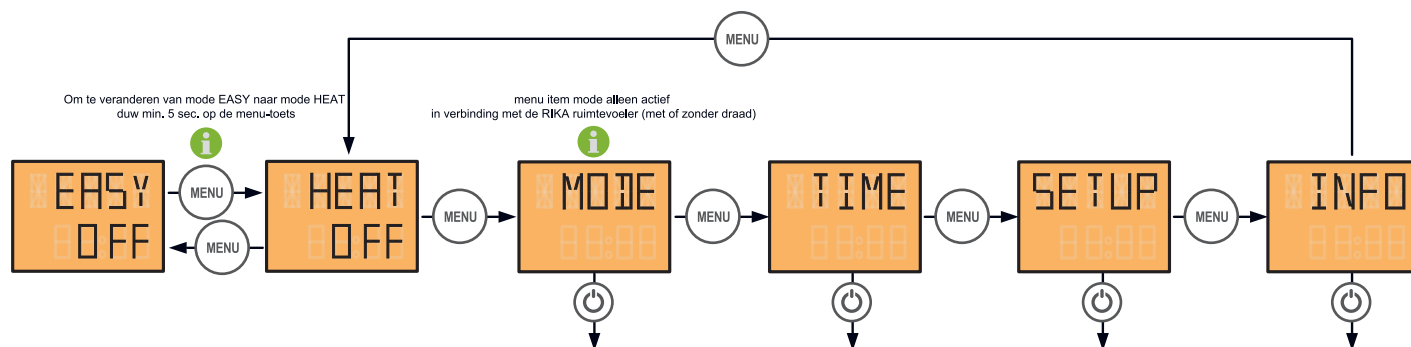 MENU
Om te veranderen van mode EASY naar mode HEAT
duw min. 5 sec. op de menu-toets
menu item mode alleen actief
in verbinding met de RIKA ruimtevoeler (met of zonder draad)
EASY
OFF
MENU
MENU
HEAT
OFF
MENU
MODE
MENU
TIME
MENU
SETUP
MENU
INFO